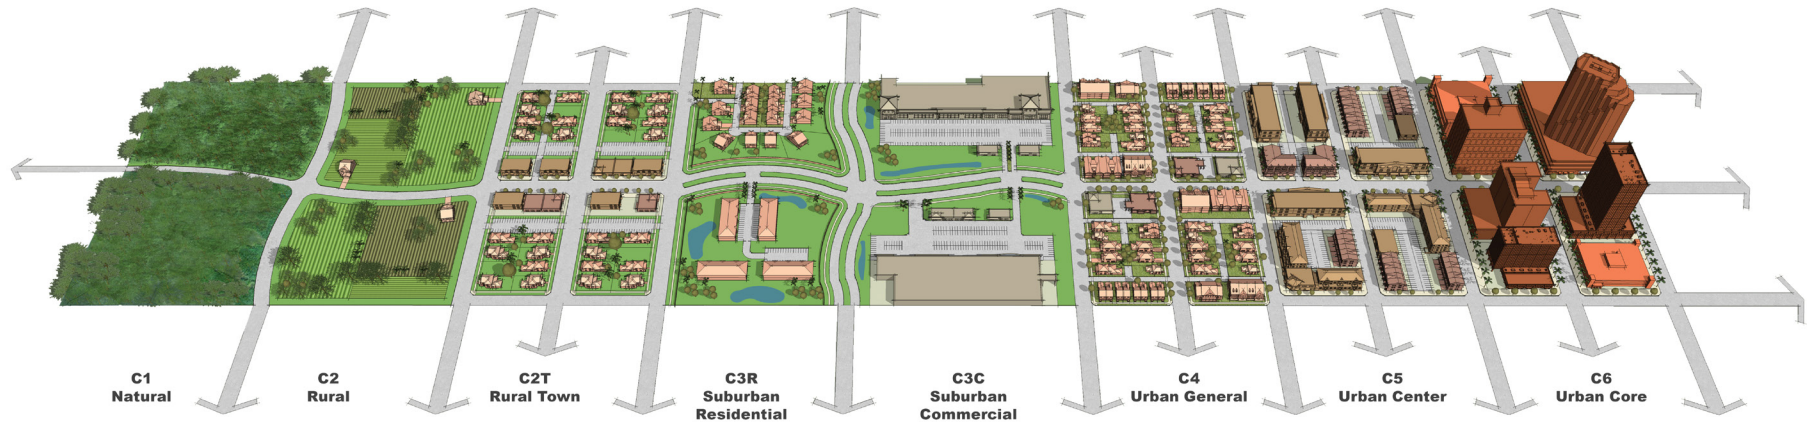 C1
Natural
C2
Rural
C2T
Rural Town
C3R
Suburban
Residential
C3C
Suburban
Commercial
C4
Urban General
C5
Urban Center
C6
Urban Core